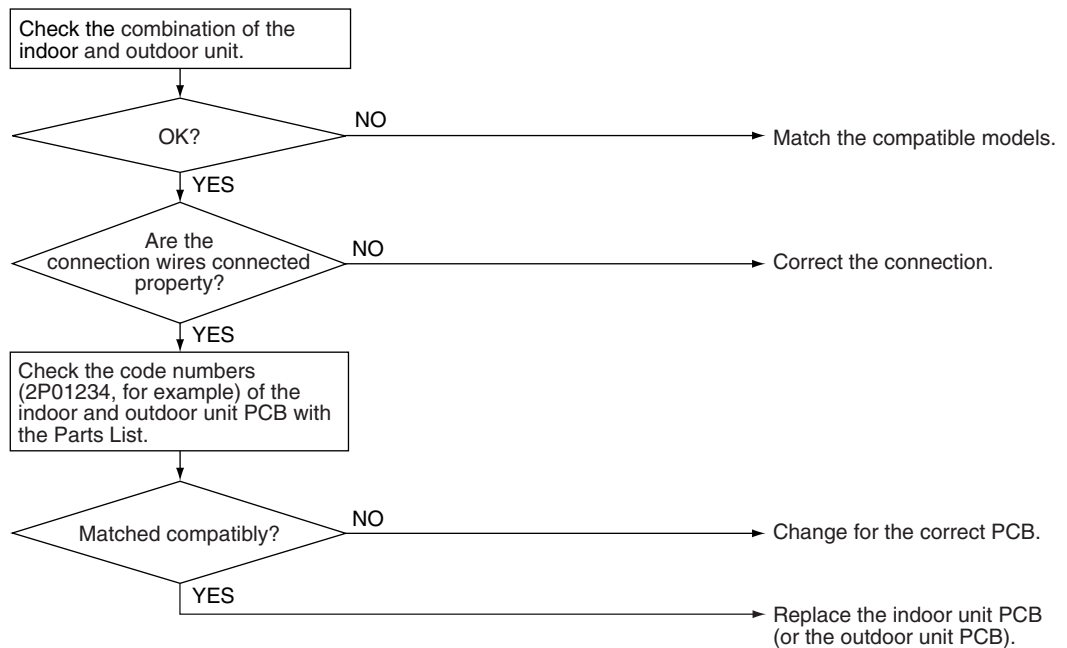 Check the combination of the
indoor and outdoor unit.
OK?
NO
Match the compatible models.
YES
Are the
connection wires connected
property?
NO
Correct the connection.
YES
Check the code numbers
(2P01234, for example) of the
indoor and outdoor unit PCB with
the Parts List.
Matched compatibly?
NO
Change for the correct PCB.
YES
Replace the indoor unit PCB
(or the outdoor unit PCB).